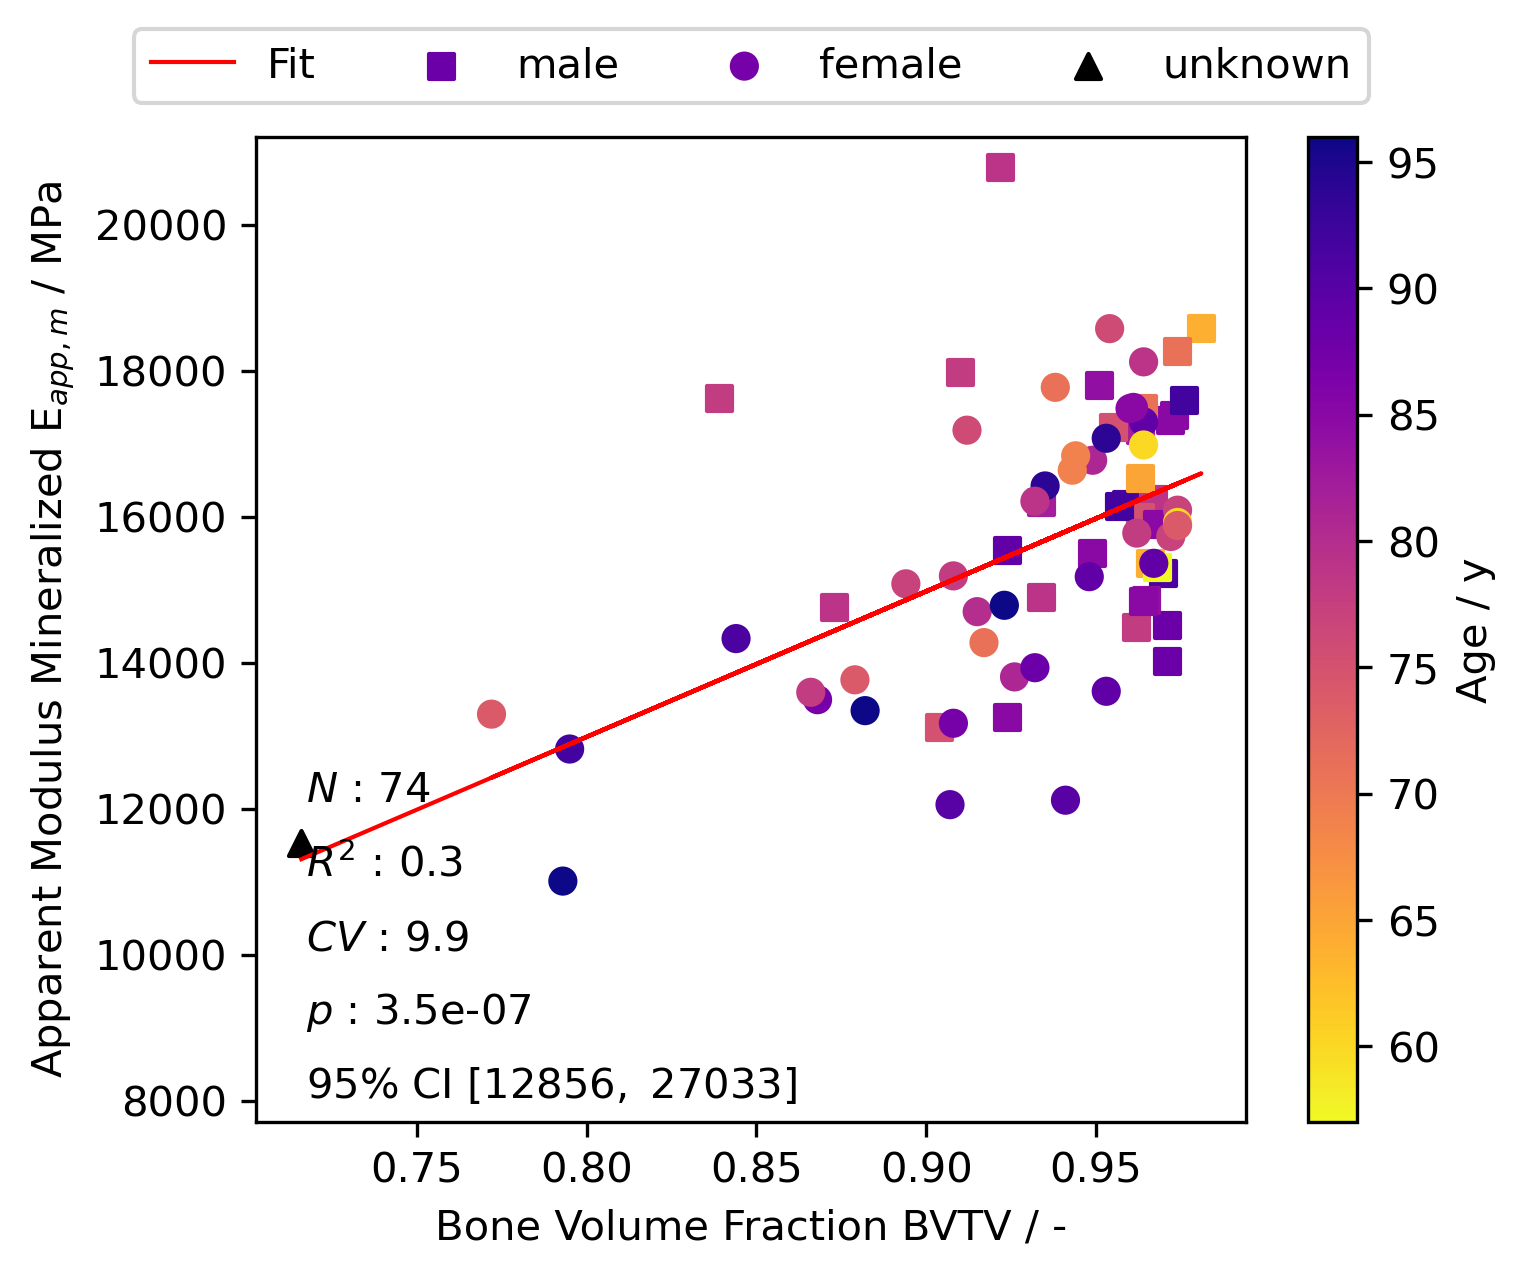 Fit male female unknown
Apparent Modulus Mineralized E_app,m / MPa
20000
18000
16000
14000
12000
10000
8000
N : 74
R² : 0.3
CV : 9.9
p : 3.5e-07
95% CI [12856, 27033]
0.75 0.80 0.85 0.90 0.95
Bone Volume Fraction BVTV / -
95
90
85
80
75
70
65
60
Age / y